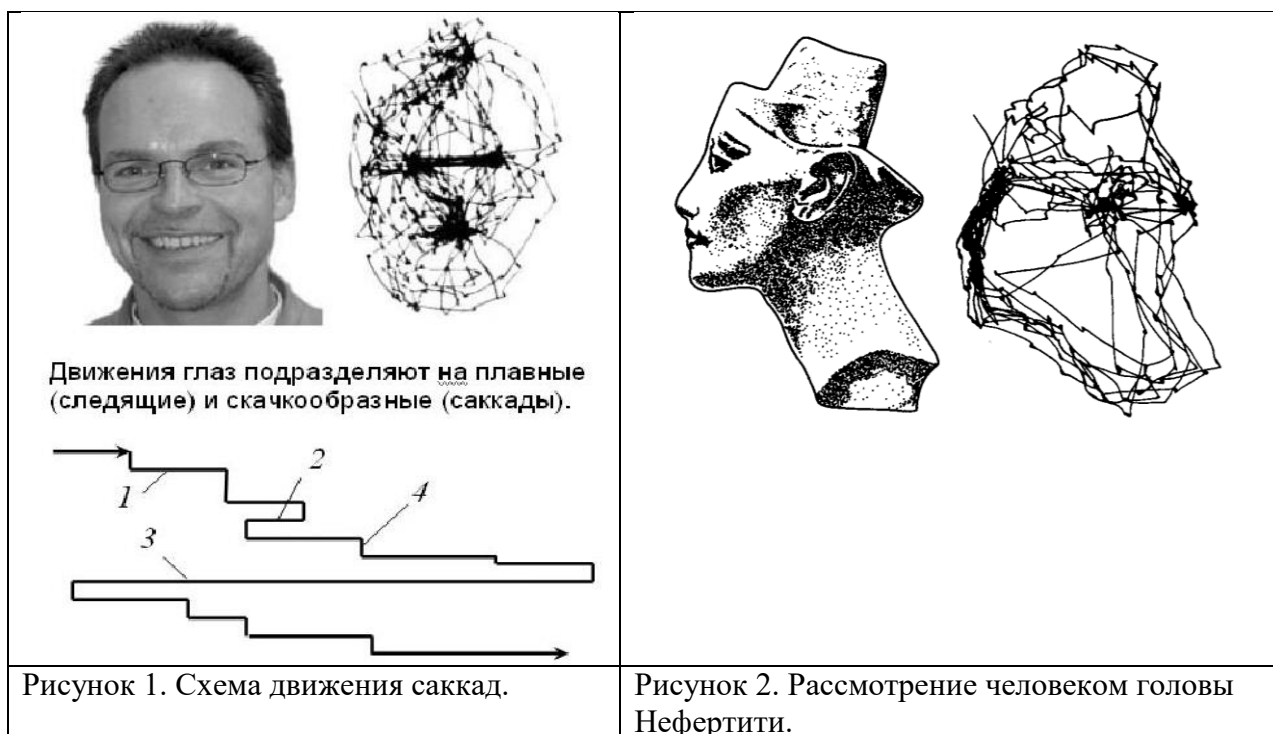 Движения глаз подразделяют на плавные
(следящие) и скачкообразные (саккады).
1
2
4
3
Рисунок 1. Схема движения саккад.
Рисунок 2. Рассмотрение человеком головы
Нефертити.